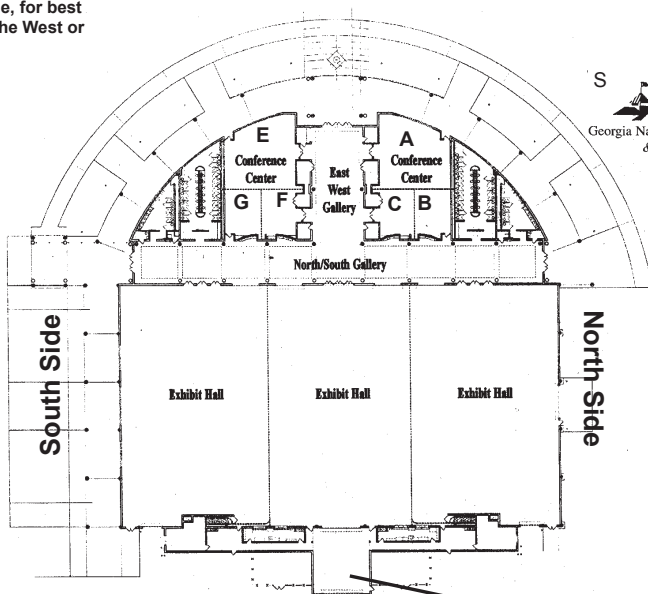 e, for best
he West or
S
Georgia Na
&
E
Conference
Center
G F
East
West
Gallery
A
Conference
Center
C B
North/South Gallery
South Side
Exhibit Hall
Exhibit Hall
Exhibit Hall
North Side